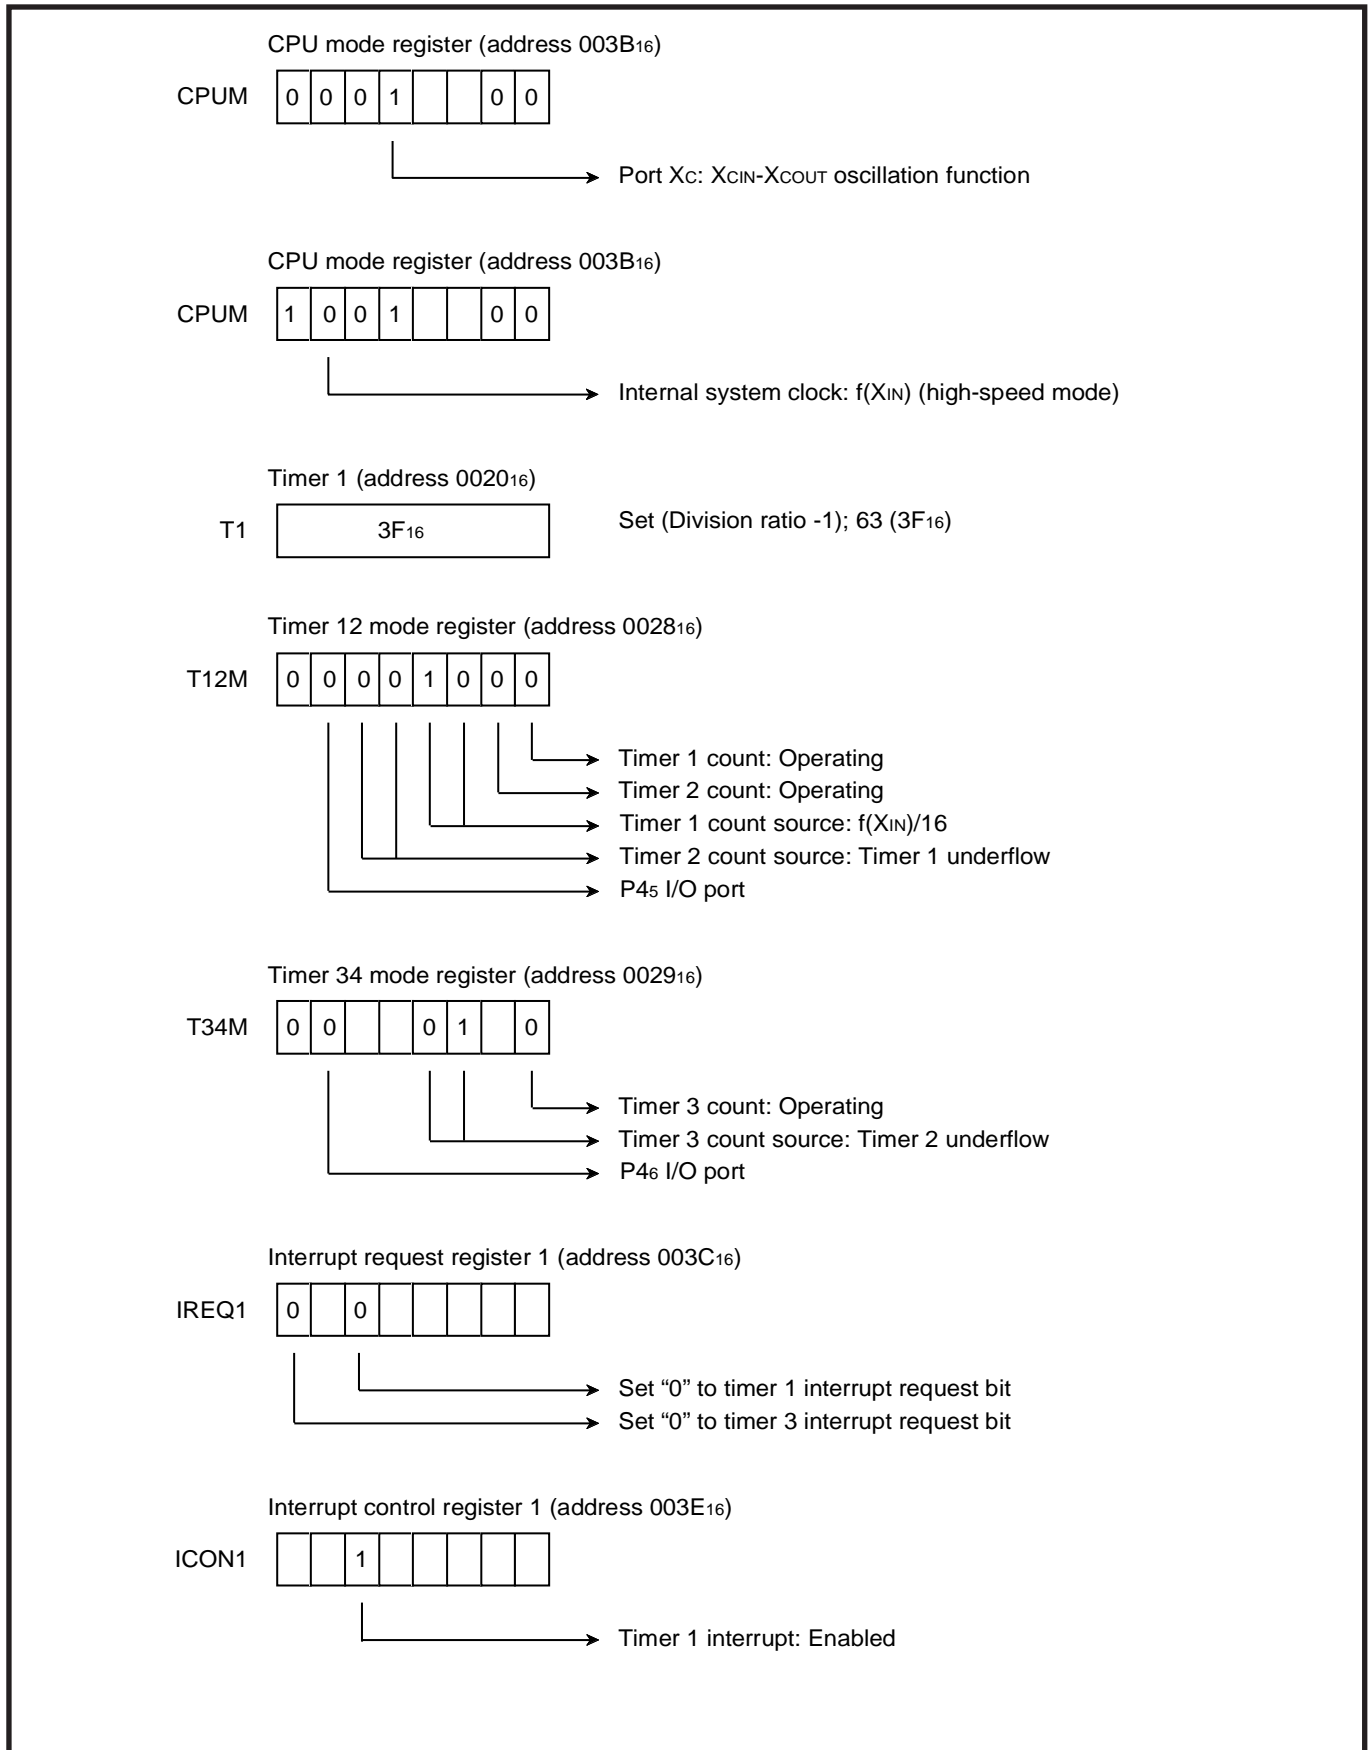 CPU mode register (address 003B16)
CPUM 0 0 0 1 0 0
Port XC: XCIN-XCOUT oscillation function
CPU mode register (address 003B16)
CPUM 1 0 0 1 0 0
Internal system clock: f(XIN) (high-speed mode)
Timer 1 (address 002016)
T1 3F16 Set (Division ratio -1); 63 (3F16)
Timer 12 mode register (address 002816)
T12M 0 0 0 0 1 0 0 0
Timer 1 count: Operating
Timer 2 count: Operating
Timer 1 count source: f(XIN)/16
Timer 2 count source: Timer 1 underflow
P45 I/O port
Timer 34 mode register (address 002916)
T34M 0 0 0 1 0
Timer 3 count: Operating
Timer 3 count source: Timer 2 underflow
P46 I/O port
Interrupt request register 1 (address 003C16)
IREQ1 0 0
Set “0” to timer 1 interrupt request bit
Set “0” to timer 3 interrupt request bit
Interrupt control register 1 (address 003E16)
ICON1 1
Timer 1 interrupt: Enabled